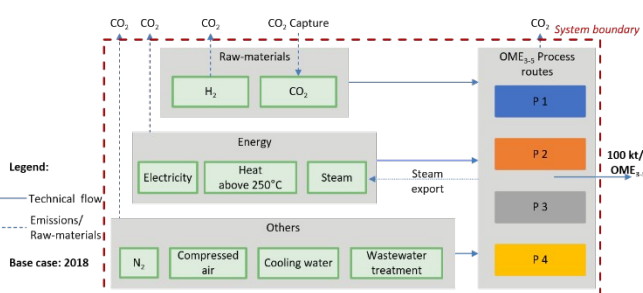 CO₂ CO₂ CO₂ CO₂ Capture CO₂
System boundary
Raw-materials
H₂ CO₂
OME₃₋₅ Process
routes
P 1
P 2
P 3
P 4
Energy
Electricity
Heat
above 250°C
Steam
Steam
export
100 kt/
Legend:
Technical flow
Emissions/
Raw-materials
Base case: 2018
Others
N₂
Compressed
air
Cooling water
Wastewater
treatment